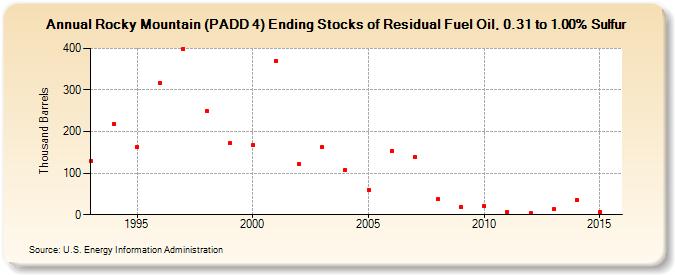 Annual Rocky Mountain (PADD 4) Ending Stocks of Residual Fuel Oil, 0.31 to 1.00% Sulfur
Thousand Barrels
400
300
200
100
0
1995 2000 2005 2010 2015
Source: U.S. Energy Information Administration